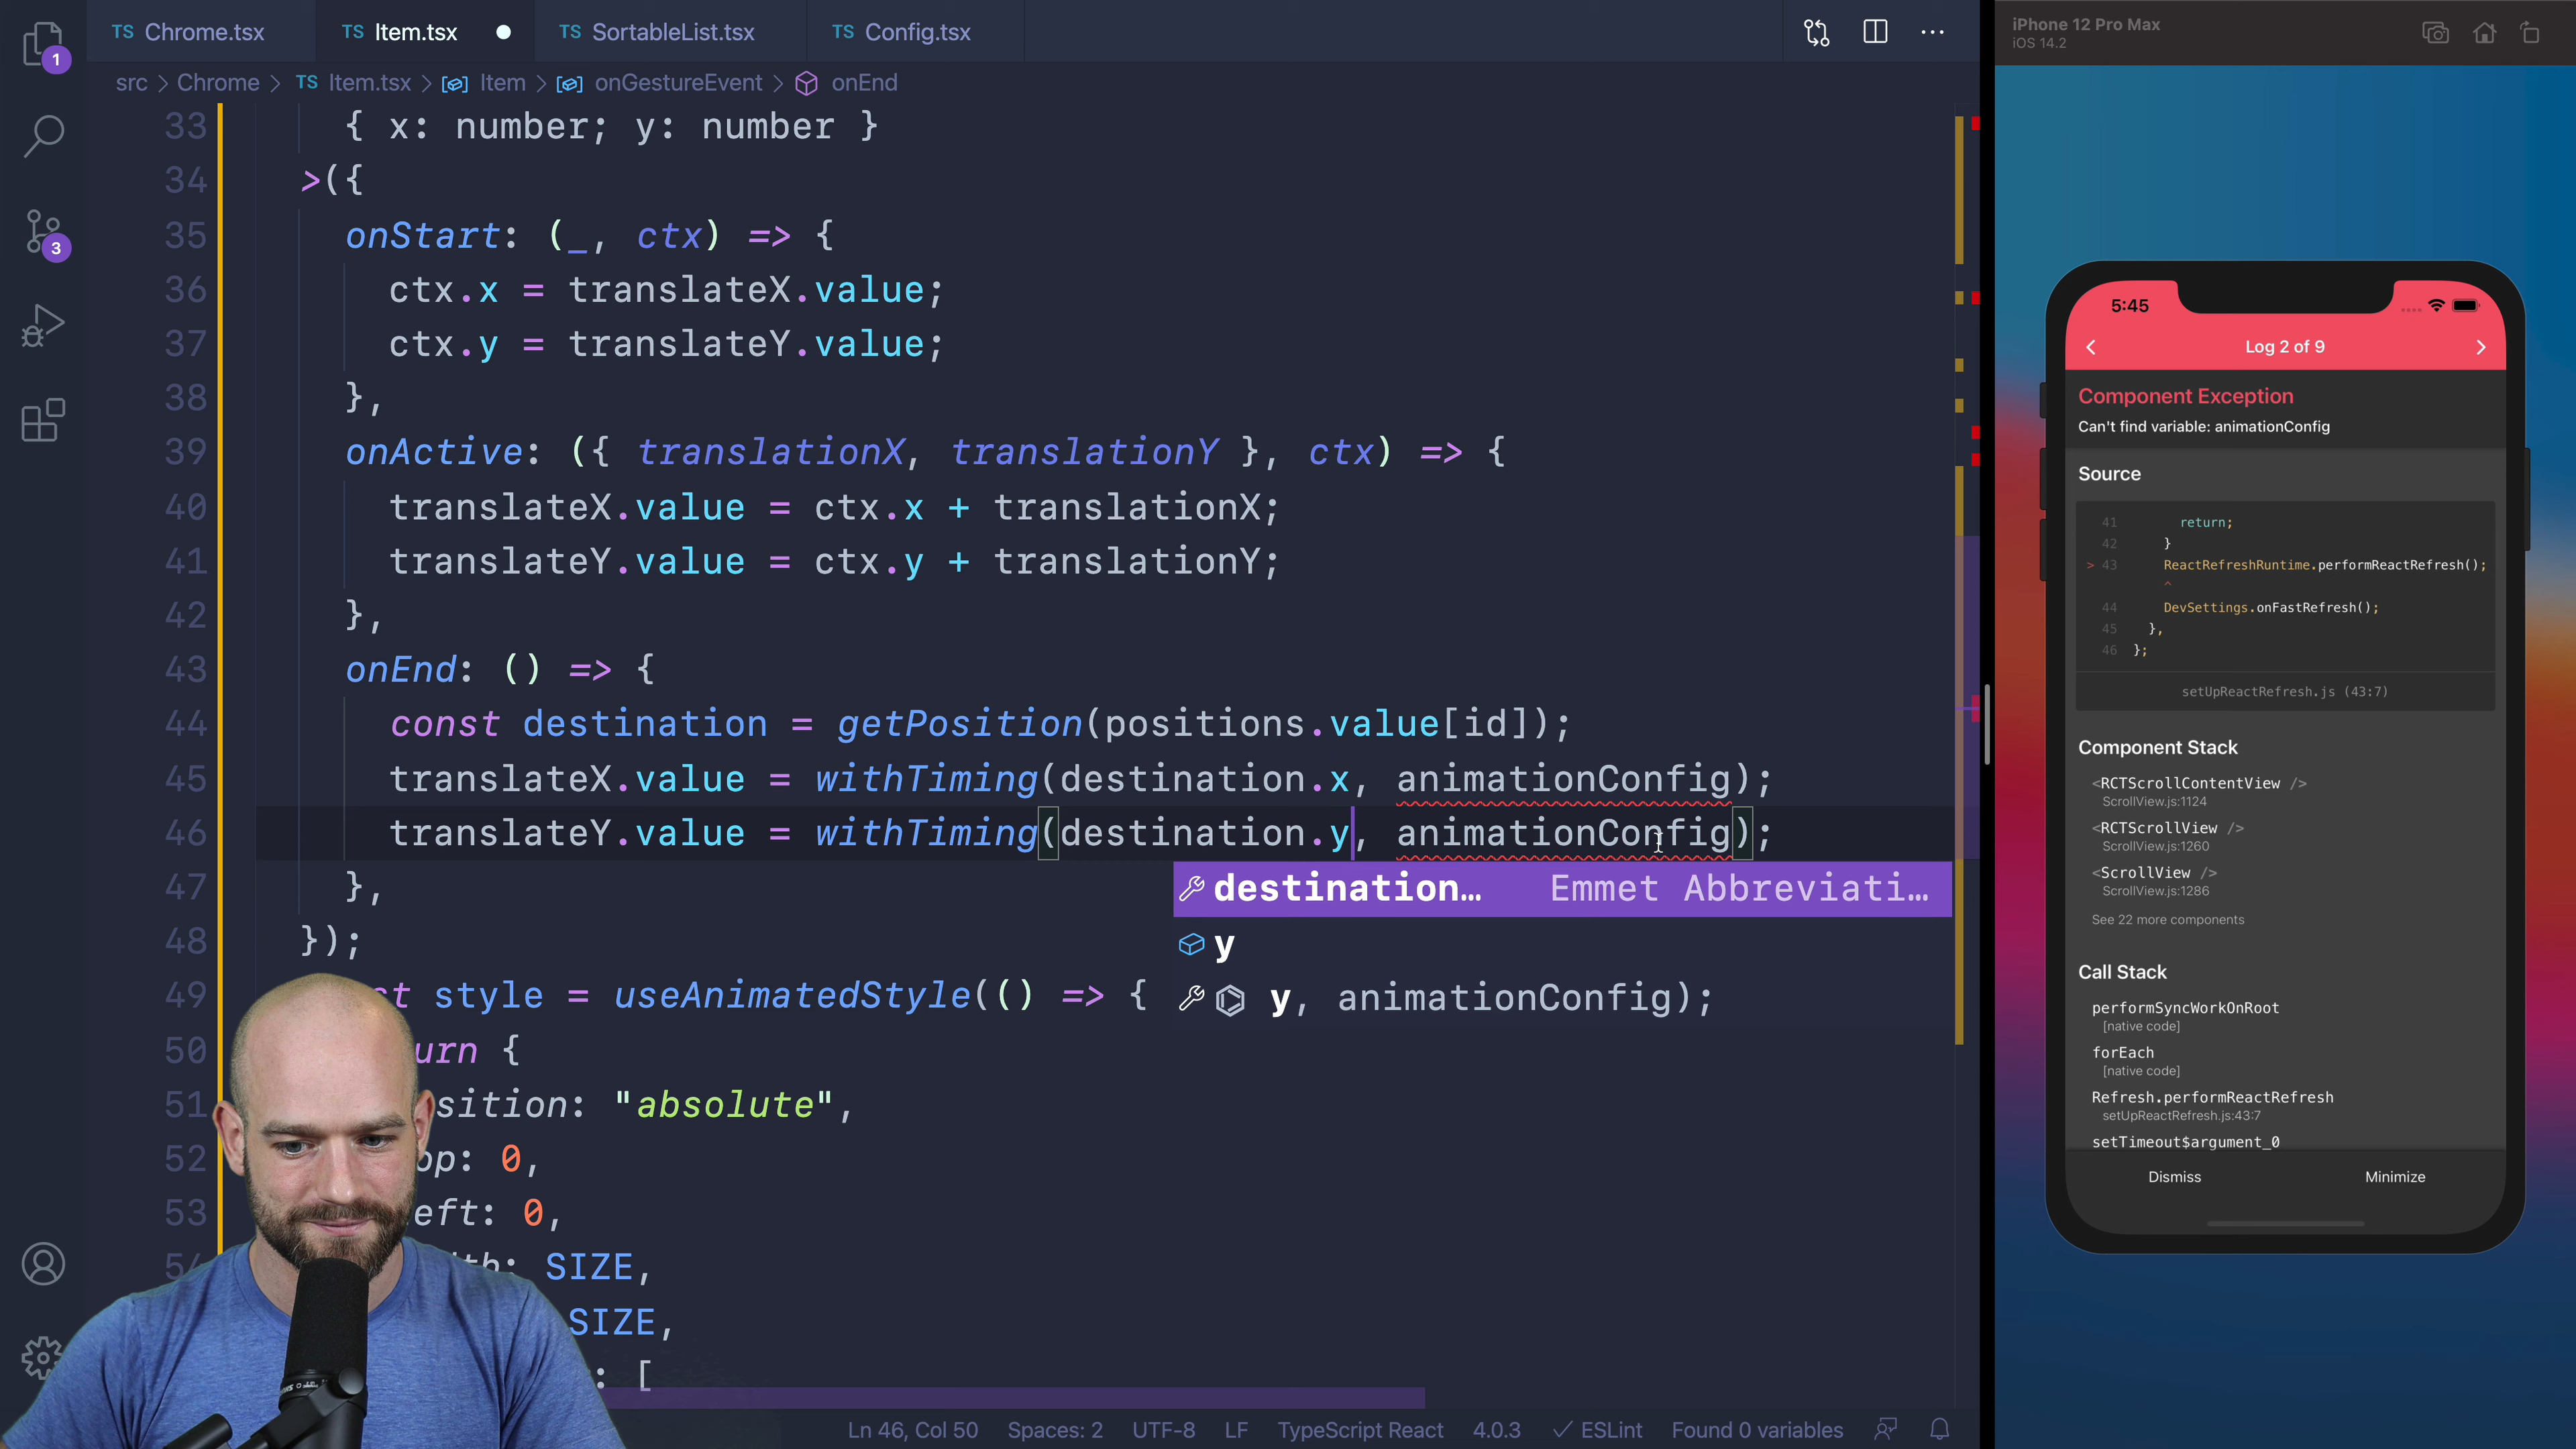 TS Chrome.tsx TS Item.tsx TS SortableList.tsx TS Config.tsx
src > Chrome > TS Item.tsx > Item > onGestureEvent > onEnd
1
3
33 { x: number; y: number }
34 >({
35 onStart: (_, ctx) => {
36 ctx.x = translateX.value;
37 ctx.y = translateY.value;
38 },
39 onActive: ({ translationX, translationY }, ctx) => {
40 translateX.value = ctx.x + translationX;
41 translateY.value = ctx.y + translationY;
42 },
43 onEnd: () => {
44 const destination = getPosition(positions.value[id]);
45 translateX.value = withTiming(destination.x, animationConfig);
46 translateY.value = withTiming(destination.y, animationConfig);
destination… Emmet Abbreviati…
47 },
y
48 });
y, animationConfig);
49 st style = useAnimatedStyle(() => {
50 urn {
51 sition: "absolute",
52 op: 0,
53 eft: 0,
th: SIZE,
SIZE,
: [
Ln 46, Col 50 Spaces: 2 UTF-8 LF TypeScript React 4.0.3 ESLint Found 0 variables
iPhone 12 Pro Max
iOS 14.2
5:45
Log 2 of 9
Component Exception
Can't find variable: animationConfig
Source
41 return;
42 }
> 43 ReactRefreshRuntime.performReactRefresh();
^
44 DevSettings.onFastRefresh();
45 },
46 };
setUpReactRefresh.js (43:7)
Component Stack
<RCTScrollContentView />
ScrollView.js:1124
<RCTScrollView />
ScrollView.js:1260
<ScrollView />
ScrollView.js:1286
See 22 more components
Call Stack
performSyncWorkOnRoot
[native code]
forEach
[native code]
Refresh.performReactRefresh
setUpReactRefresh.js:43:7
setTimeout$argument_0
Dismiss Minimize